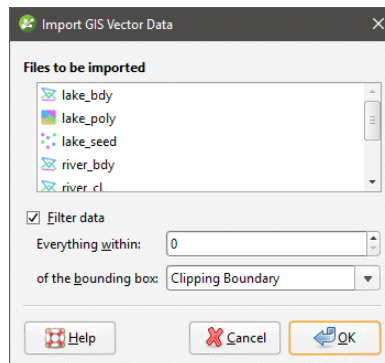 Import GIS Vector Data
Files to be imported
lake_bdy
lake_poly
lake_seed
river_bdy
river_cl
Filter data
Everything within: 0
of the bounding box: Clipping Boundary
Help Cancel OK